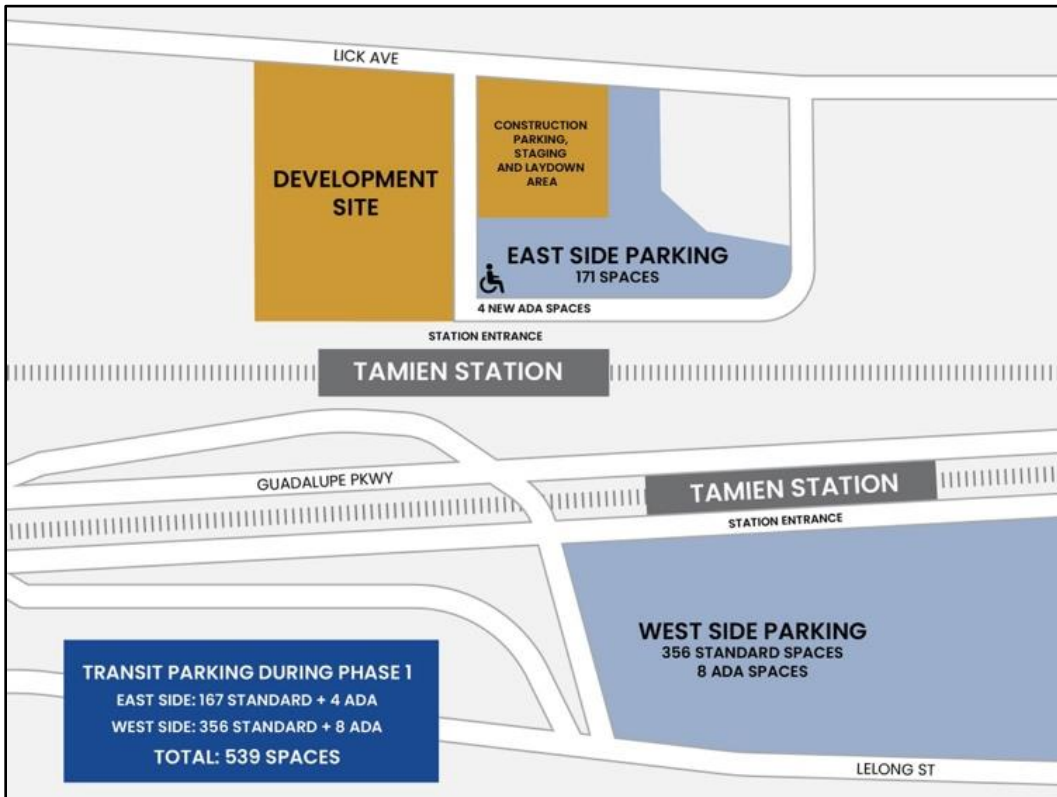 LICK AVE
CONSTRUCTION
PARKING,
STAGING
AND LAYDOWN
AREA
DEVELOPMENT
SITE
EAST SIDE PARKING
171 SPACES
4 NEW ADA SPACES
STATION ENTRANCE
TAMIEN STATION
GUADALUPE PKWY
TAMIEN STATION
STATION ENTRANCE
WEST SIDE PARKING
356 STANDARD SPACES
8 ADA SPACES
TRANSIT PARKING DURING PHASE 1
EAST SIDE: 167 STANDARD + 4 ADA
WEST SIDE: 356 STANDARD + 8 ADA
TOTAL: 539 SPACES
LELONG ST